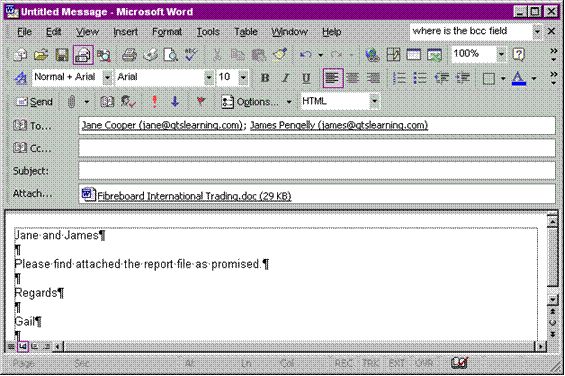 Untitled Message - Microsoft Word
File Edit View Insert Format Tools Table Window Help where is the bcc field
100%
Normal + Arial Arial 10 B I U A
Send Options... HTML
To... Jane Cooper (jane@gtslearning.com); James Pengelly (james@gtslearning.com)
Cc...
Subject:
Attach... Fibreboard International Trading.doc (29 KB)
Jane·and·James¶
¶
Please·find·attached·the·report·file·as·promised.¶
¶
Regards¶
¶
Gail¶
¶
Page Sec At Ln Col REC TRK EXT OVR